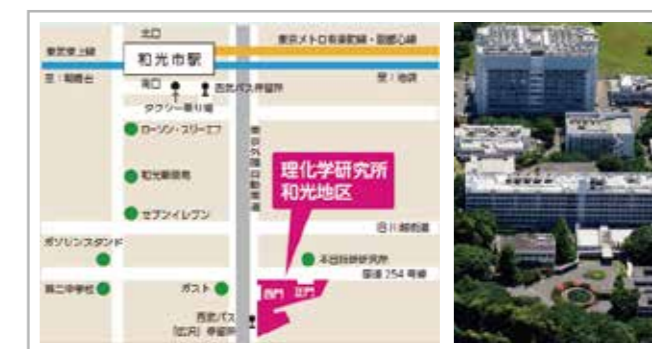 北口
東京メトロ有楽町線・副都心線
東武東上線
和光市駅
至：朝霞台
南口
西武バス停留所
至：池袋
タクシー乗り場
ローソン・スリーエフ
東京外環自動車道
理化学研究所
和光地区
和光郵便局
セブンイレブン
旧川越街道
ガソリンスタンド
本田技研研究所
国道 254 号線
第二中学校
ガスト
西門
正門
西武バス
「広沢」停留所